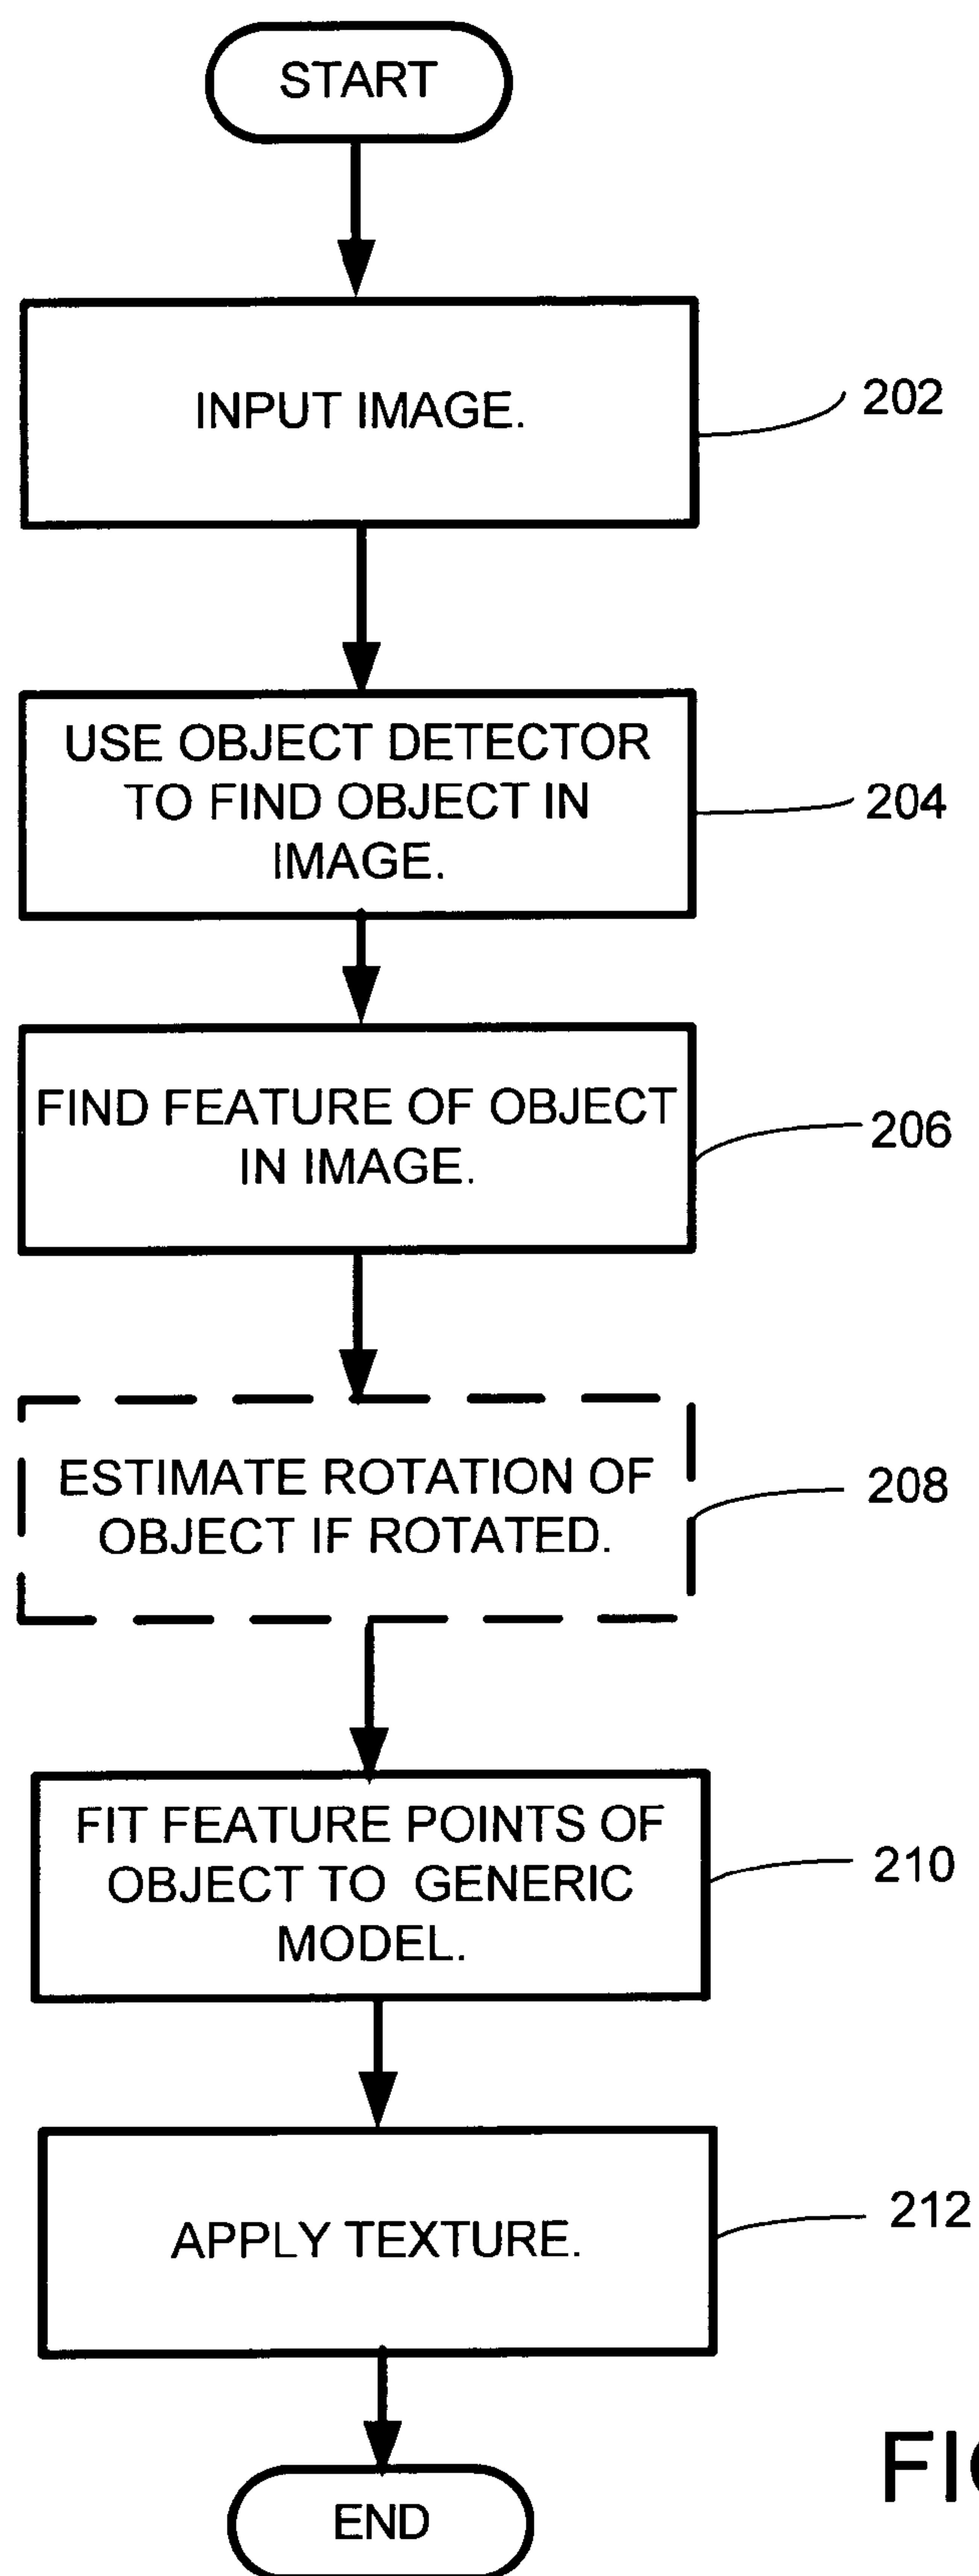 START
INPUT IMAGE.
202
USE OBJECT DETECTOR
TO FIND OBJECT IN
IMAGE.
204
FIND FEATURE OF OBJECT
IN IMAGE.
206
ESTIMATE ROTATION OF
OBJECT IF ROTATED.
208
FIT FEATURE POINTS OF
OBJECT TO GENERIC
MODEL.
210
APPLY TEXTURE.
212
END